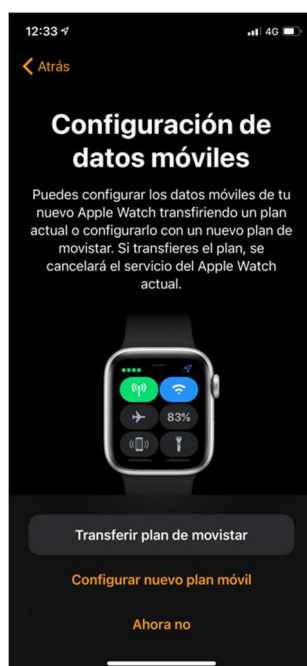 12:33
4G
Atrás
Configuración de
datos móviles
Puedes configurar los datos móviles de tu
nuevo Apple Watch transfiriendo un plan
actual o configurarlo con un nuevo plan de
movistar. Si transfieres el plan, se
cancelará el servicio del Apple Watch
actual.
83%
Transferir plan de movistar
Configurar nuevo plan móvil
Ahora no